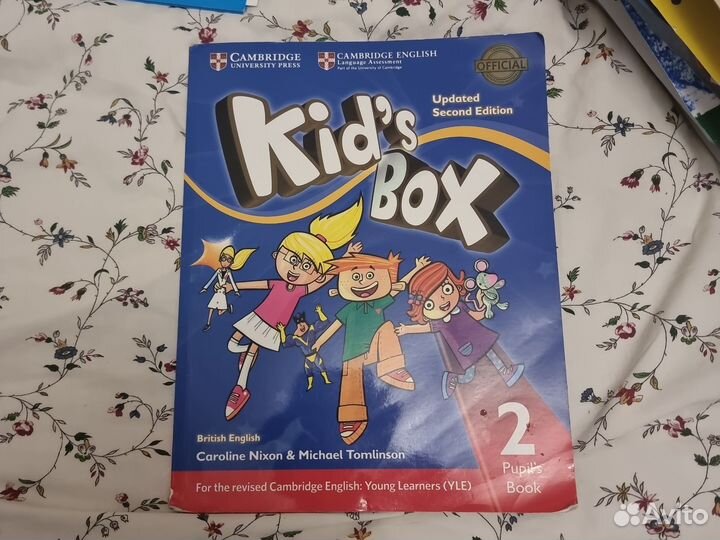 CAMBRIDGE
UNIVERSITY PRESS
CAMBRIDGE ENGLISH
Language Assessment
Part of the University of Cambridge
OFFICIAL
Updated
Second Edition
Kid's
BOX
British English
Caroline Nixon & Michael Tomlinson
2
Pupil's
Book
For the revised Cambridge English: Young Learners (YLE)
Avito